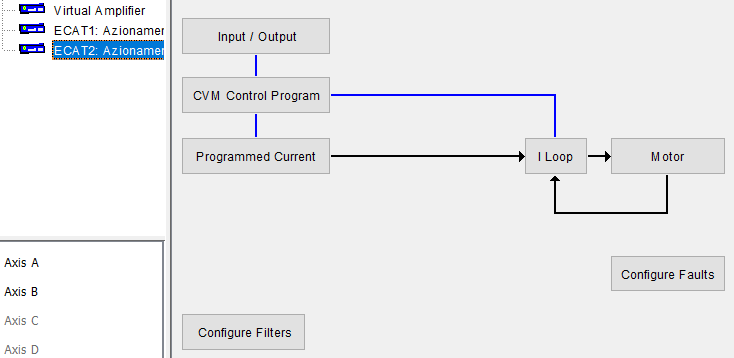 Virtual Amplifier
ECAT1: Azionamer
ECAT2: Azionamer
Axis A
Axis B
Axis C
Axis D
Input / Output
CVM Control Program
Programmed Current
I Loop
Motor
Configure Faults
Configure Filters